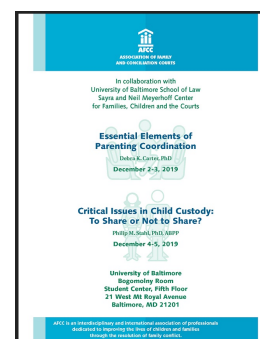 AFCC
ASSOCIATION OF FAMILY
AND CONCILIATION COURTS
In collaboration with
University of Baltimore School of Law
Sayra and Neil Meyerhoff Center
for Families, Children and the Courts
Essential Elements of
Parenting Coordination
Debra K. Carter, PhD
December 2-3, 2019
Critical Issues in Child Custody:
To Share or Not to Share?
Philip M. Stahl, PhD, ABPP
December 4-5, 2019
University of Baltimore
Bogomolny Room
Student Center, Fifth Floor
21 West Mt Royal Avenue
Baltimore, MD 21201
AFCC is an interdisciplinary and international association of professionals
dedicated to improving the lives of children and families
through the resolution of family conflict.